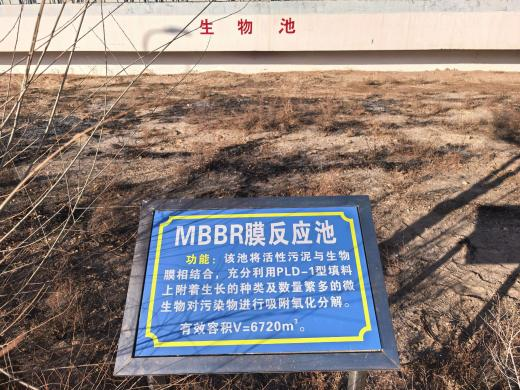 生物池
MBBR膜反应池
功能：该池将活性污泥与生物
膜相结合，充分利用PLD-1型填料
上附着生长的种类及数量繁多的微
生物对污染物进行吸附氧化分解。
有效容积V=6720m³。